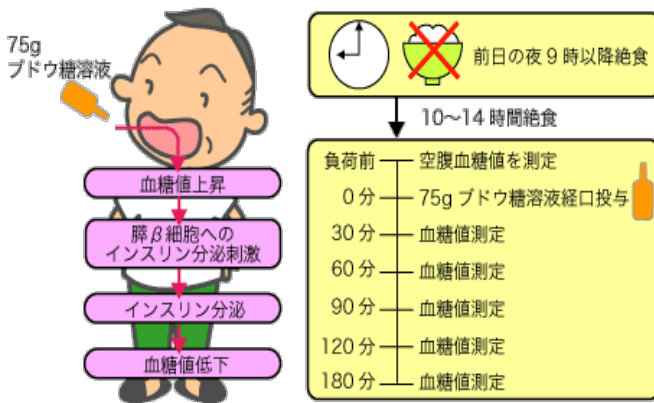 75g
ブドウ糖溶液
血糖値上昇
膵β細胞への
インスリン分泌刺激
インスリン分泌
血糖値低下
前日の夜9時以降絶食
10～14時間絶食
負荷前 空腹血糖値を測定
0分 75gブドウ糖溶液経口投与
30分 血糖値測定
60分 血糖値測定
90分 血糖値測定
120分 血糖値測定
180分 血糖値測定